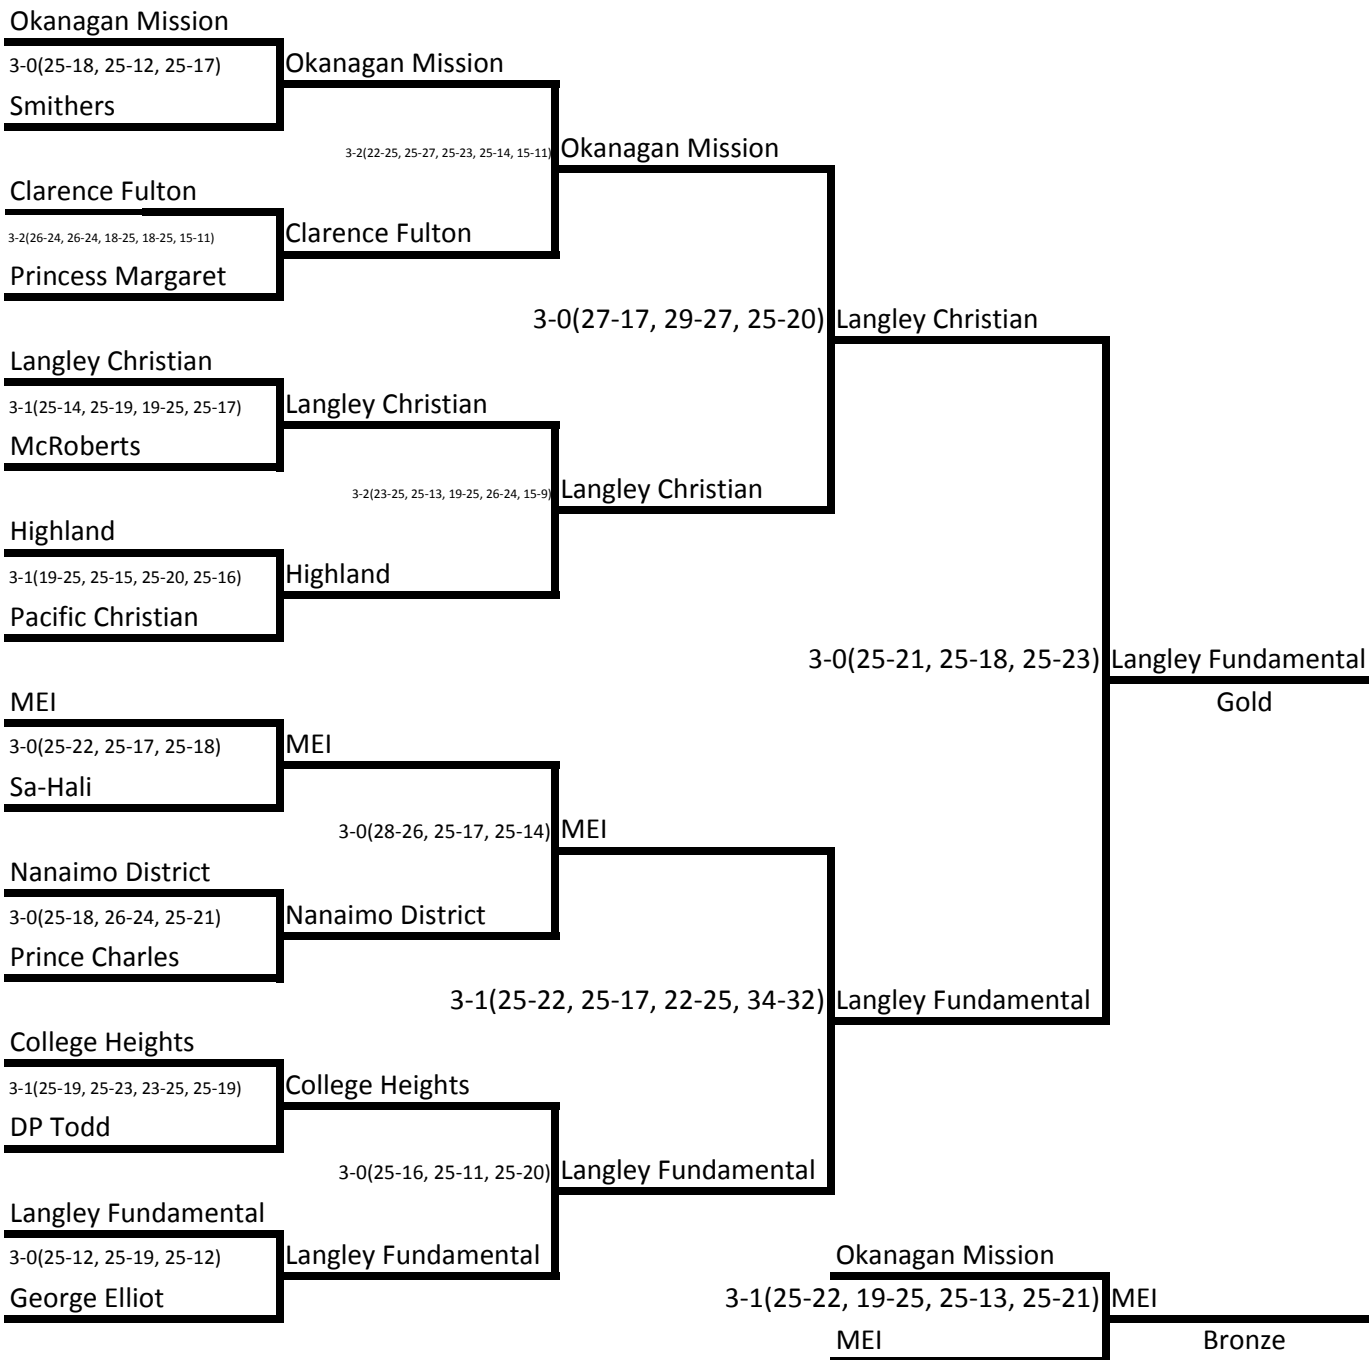 Okanagan Mission
3-0(25-18, 25-12, 25-17)
Okanagan Mission
Smithers
3-2(22-25, 25-27, 25-23, 25-14, 15-11)
Okanagan Mission
Clarence Fulton
3-2(26-24, 26-24, 18-25, 18-25, 15-11)
Clarence Fulton
Princess Margaret
3-0(27-17, 29-27, 25-20)
Langley Christian
Langley Christian
3-1(25-14, 25-19, 19-25, 25-17)
Langley Christian
McRoberts
3-2(23-25, 25-13, 19-25, 26-24, 15-9)
Langley Christian
Highland
3-1(19-25, 25-15, 25-20, 25-16)
Highland
Pacific Christian
3-0(25-21, 25-18, 25-23)
Langley Fundamental
Gold
MEI
3-0(25-22, 25-17, 25-18)
MEI
Sa-Hali
3-0(28-26, 25-17, 25-14)
MEI
Nanaimo District
3-0(25-18, 26-24, 25-21)
Nanaimo District
Prince Charles
3-1(25-22, 25-17, 22-25, 34-32)
Langley Fundamental
College Heights
3-1(25-19, 25-23, 23-25, 25-19)
College Heights
DP Todd
3-0(25-16, 25-11, 25-20)
Langley Fundamental
Langley Fundamental
3-0(25-12, 25-19, 25-12)
Langley Fundamental
George Elliot
Okanagan Mission
3-1(25-22, 19-25, 25-13, 25-21)
MEI
MEI
Bronze